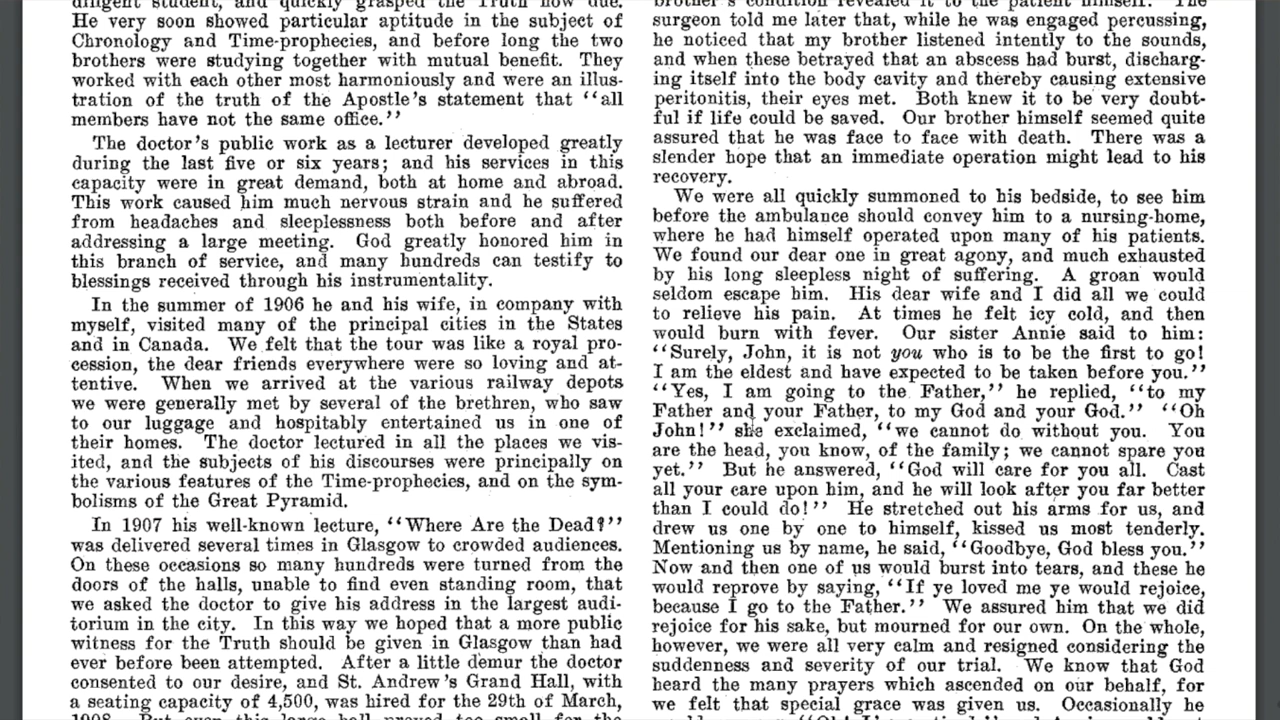 diligent student, and quickly grasped the Truth now due.
He very soon showed particular aptitude in the subject of
Chronology and Time-prophecies, and before long the two
brothers were studying together with mutual benefit. They
worked with each other most harmoniously and were an illus-
tration of the truth of the Apostle's statement that ‘‘all
members have not the same office.’’
The doctor's public work as a lecturer developed greatly
during the last five or six years; and his services in this
capacity were in great demand, both at home and abroad.
This work caused him much nervous strain and he suffered
from headaches and sleeplessness both before and after
addressing a large meeting. God greatly honored him in
this branch of service, and many hundreds can testify to
blessings received through his instrumentality.
In the summer of 1906 he and his wife, in company with
myself, visited many of the principal cities in the States
and in Canada. We felt that the tour was like a royal pro-
cession, the dear friends everywhere were so loving and at-
tentive. When we arrived at the various railway depots
we were generally met by several of the brethren, who saw
to our luggage and hospitably entertained us in one of
their homes. The doctor lectured in all the places we vis-
ited, and the subjects of his discourses were principally on
the various features of the Time-prophecies, and on the sym-
bolisms of the Great Pyramid.
In 1907 his well-known lecture, ‘‘Where Are the Dead?’’
was delivered several times in Glasgow to crowded audiences.
On these occasions so many hundreds were turned from the
doors of the halls, unable to find even standing room, that
we asked the doctor to give his address in the largest audi-
torium in the city. In this way we hoped that a more public
witness for the Truth should be given in Glasgow than had
ever before been attempted. After a little demur the doctor
consented to our desire, and St. Andrew's Grand Hall, with
a seating capacity of 4,500, was hired for the 29th of March,
1908. But even this large hall proved too small for the
brother's condition revealed it to the patient himself. The
surgeon told me later that, while he was engaged percussing,
he noticed that my brother listened intently to the sounds,
and when these betrayed that an abscess had burst, discharg-
ing itself into the body cavity and thereby causing extensive
peritonitis, their eyes met. Both knew it to be very doubt-
ful if life could be saved. Our brother himself seemed quite
assured that he was face to face with death. There was a
slender hope that an immediate operation might lead to his
recovery.
We were all quickly summoned to his bedside, to see him
before the ambulance should convey him to a nursing-home,
where he had himself operated upon many of his patients.
We found our dear one in great agony, and much exhausted
by his long sleepless night of suffering. A groan would
seldom escape him. His dear wife and I did all we could
to relieve his pain. At times he felt icy cold, and then
would burn with fever. Our sister Annie said to him:
‘‘Surely, John, it is not you who is to be the first to go!
I am the eldest and have expected to be taken before you.’’
‘‘Yes, I am going to the Father,’’ he replied, ‘‘to my
Father and your Father, to my God and your God.’’ ‘‘Oh
John!’’ she exclaimed, ‘‘we cannot do without you. You
are the head, you know, of the family; we cannot spare you
yet.’’ But he answered, ‘‘God will care for you all. Cast
all your care upon him, and he will look after you far better
than I could do!’’ He stretched out his arms for us, and
drew us one by one to himself, kissed us most tenderly.
Mentioning us by name, he said, ‘‘Goodbye, God bless you.’’
Now and then one of us would burst into tears, and these he
would reprove by saying, ‘‘If ye loved me ye would rejoice,
because I go to the Father.’’ We assured him that we did
rejoice for his sake, but mourned for our own. On the whole,
however, we were all very calm and resigned considering the
suddenness and severity of our trial. We know that God
heard the many prayers which ascended on our behalf, for
we felt that special grace was given us. Occasionally he